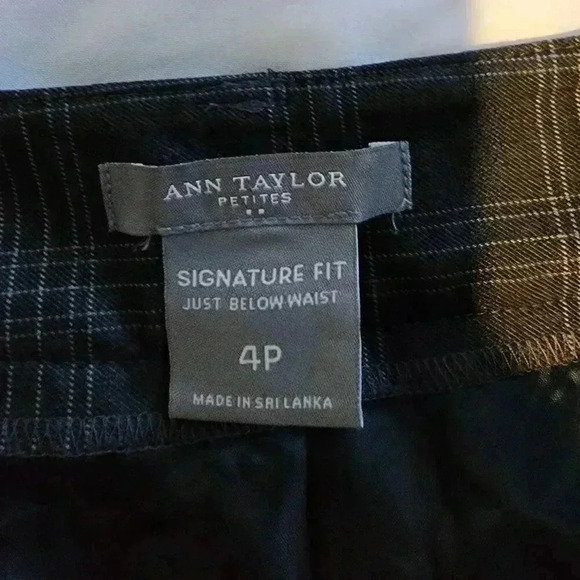 ANN TAYLOR
PETITES
SIGNATURE FIT
JUST BELOW WAIST
4P
MADE IN SRI LANKA